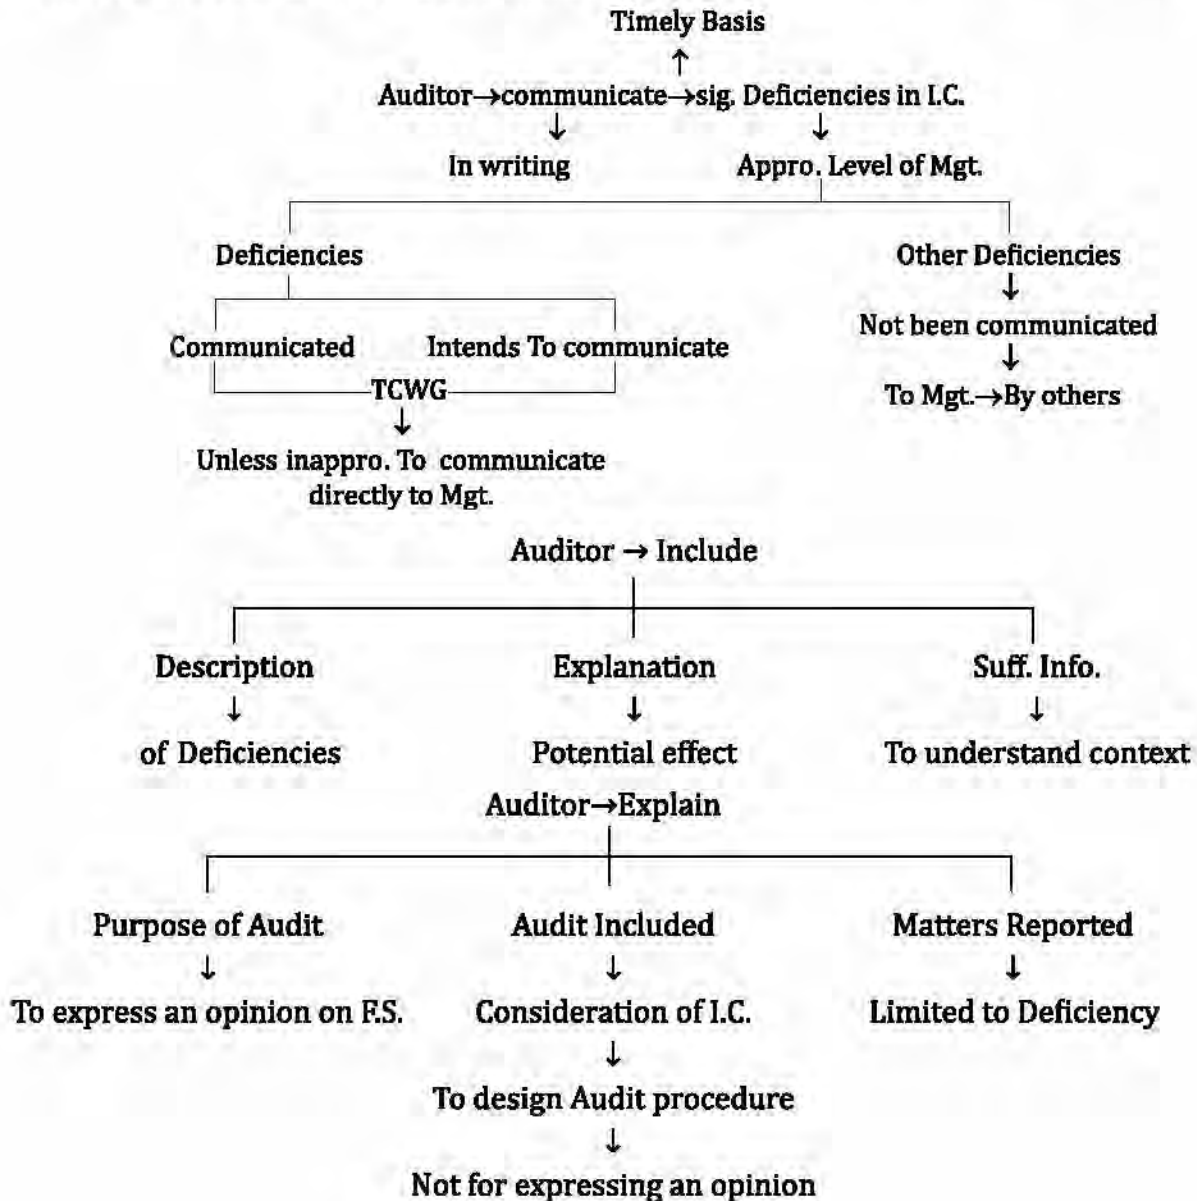 Timely Basis
↑
Auditor→communicate→sig. Deficiencies in I.C.
↓ ↓
In writing Appro. Level of Mgt.
Deficiencies Other Deficiencies
↓
Not been communicated
Communicated Intends To communicate
↓
TCWG To Mgt.→By others
↓
Unless inappro. To communicate
directly to Mgt.
Auditor → Include
Description Explanation Suff. Info.
↓ ↓ ↓
of Deficiencies Potential effect To understand context
Auditor→Explain
Purpose of Audit Audit Included Matters Reported
↓ ↓ ↓
To express an opinion on F.S. Consideration of I.C. Limited to Deficiency
↓
To design Audit procedure
↓
Not for expressing an opinion